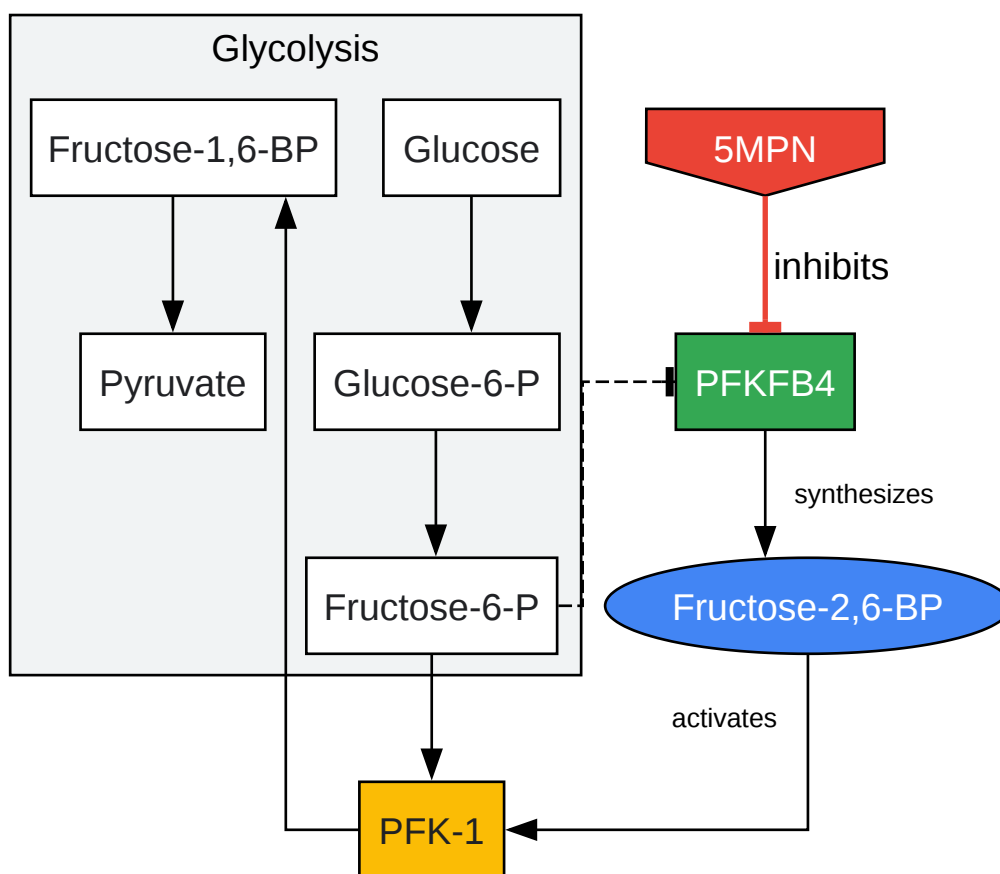 Glycolysis
Fructose-1,6-BP
Glucose
5MPN
inhibits
Pyruvate
Glucose-6-P
PFKFB4
synthesizes
Fructose-6-P
Fructose-2,6-BP
activates
PFK-1